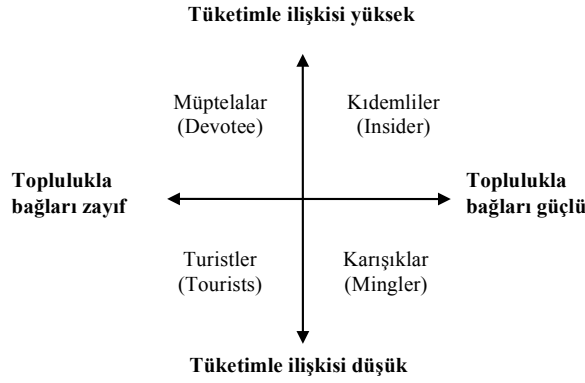 Tüketimle ilişkisi yüksek
Müptelalar
(Devotee)
Kıdemliler
(Insider)
Toplulukla
bağları zayıf
Toplulukla
bağları güçlü
Turistler
(Tourists)
Karışıklar
(Mingler)
Tüketimle ilişkisi düşük